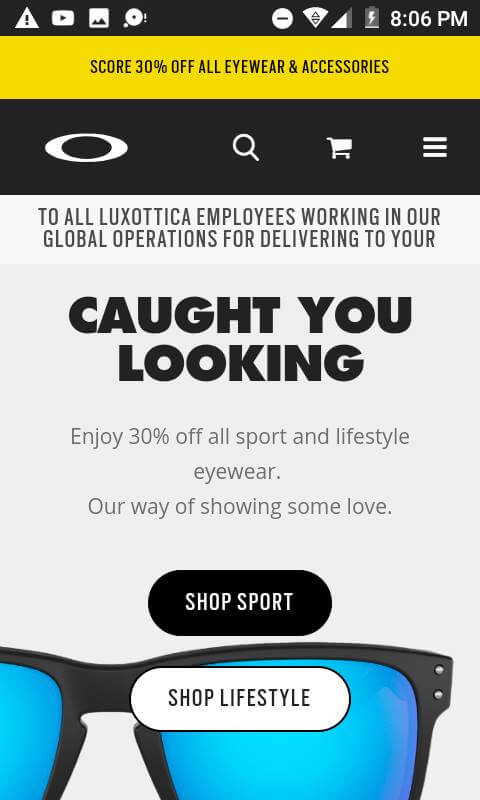 8:06 PM
SCORE 30% OFF ALL EYEWEAR & ACCESSORIES
TO ALL LUXOTTICA EMPLOYEES WORKING IN OUR
GLOBAL OPERATIONS FOR DELIVERING TO YOUR
CAUGHT YOU
LOOKING
Enjoy 30% off all sport and lifestyle
eyewear.
Our way of showing some love.
SHOP SPORT
SHOP LIFESTYLE